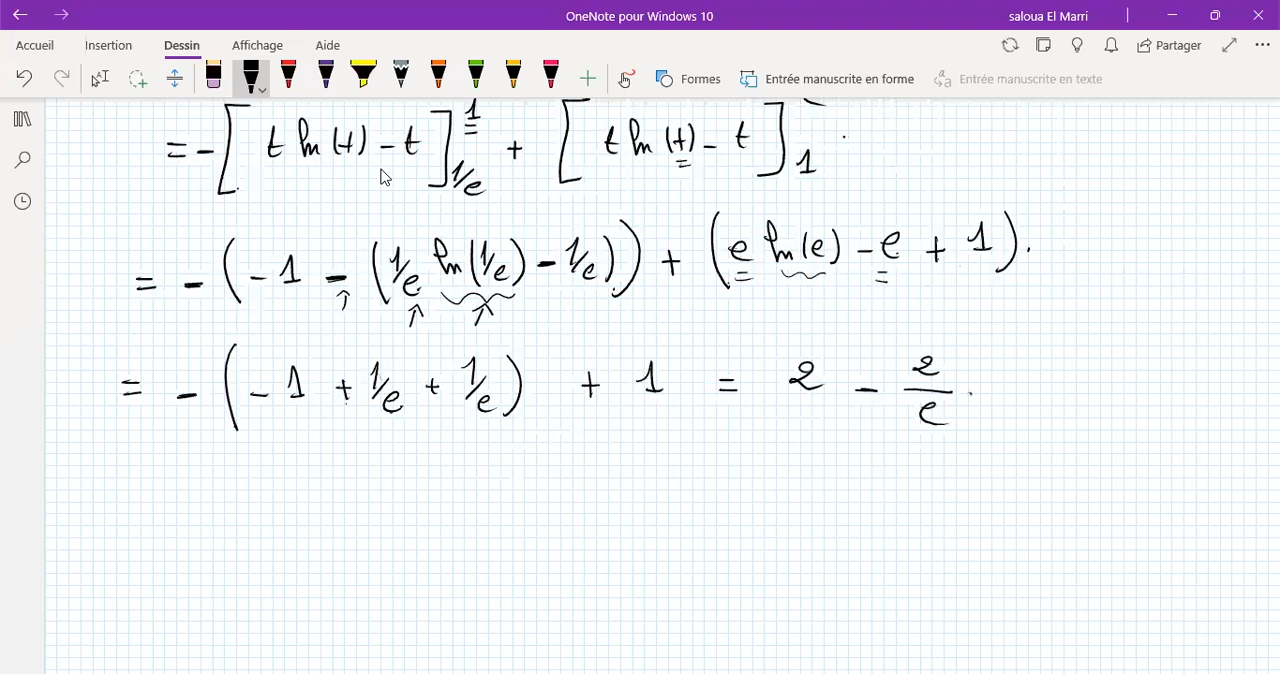 OneNote pour Windows 10
saloua El Marri
Accueil Insertion Dessin Affichage Aide
Partager
Formes Entrée manuscrite en forme Entrée manuscrite en texte
= - [ t ln(t) - t ]_{1/e}^{1} + [ t ln(t) - t ]_{1} .
= - ( - 1 - ( 1/e ln(1/e) - 1/e ) ) + ( e ln(e) - e + 1 ) .
= - ( - 1 + 1/e + 1/e ) + 1 = 2 - 2/e .